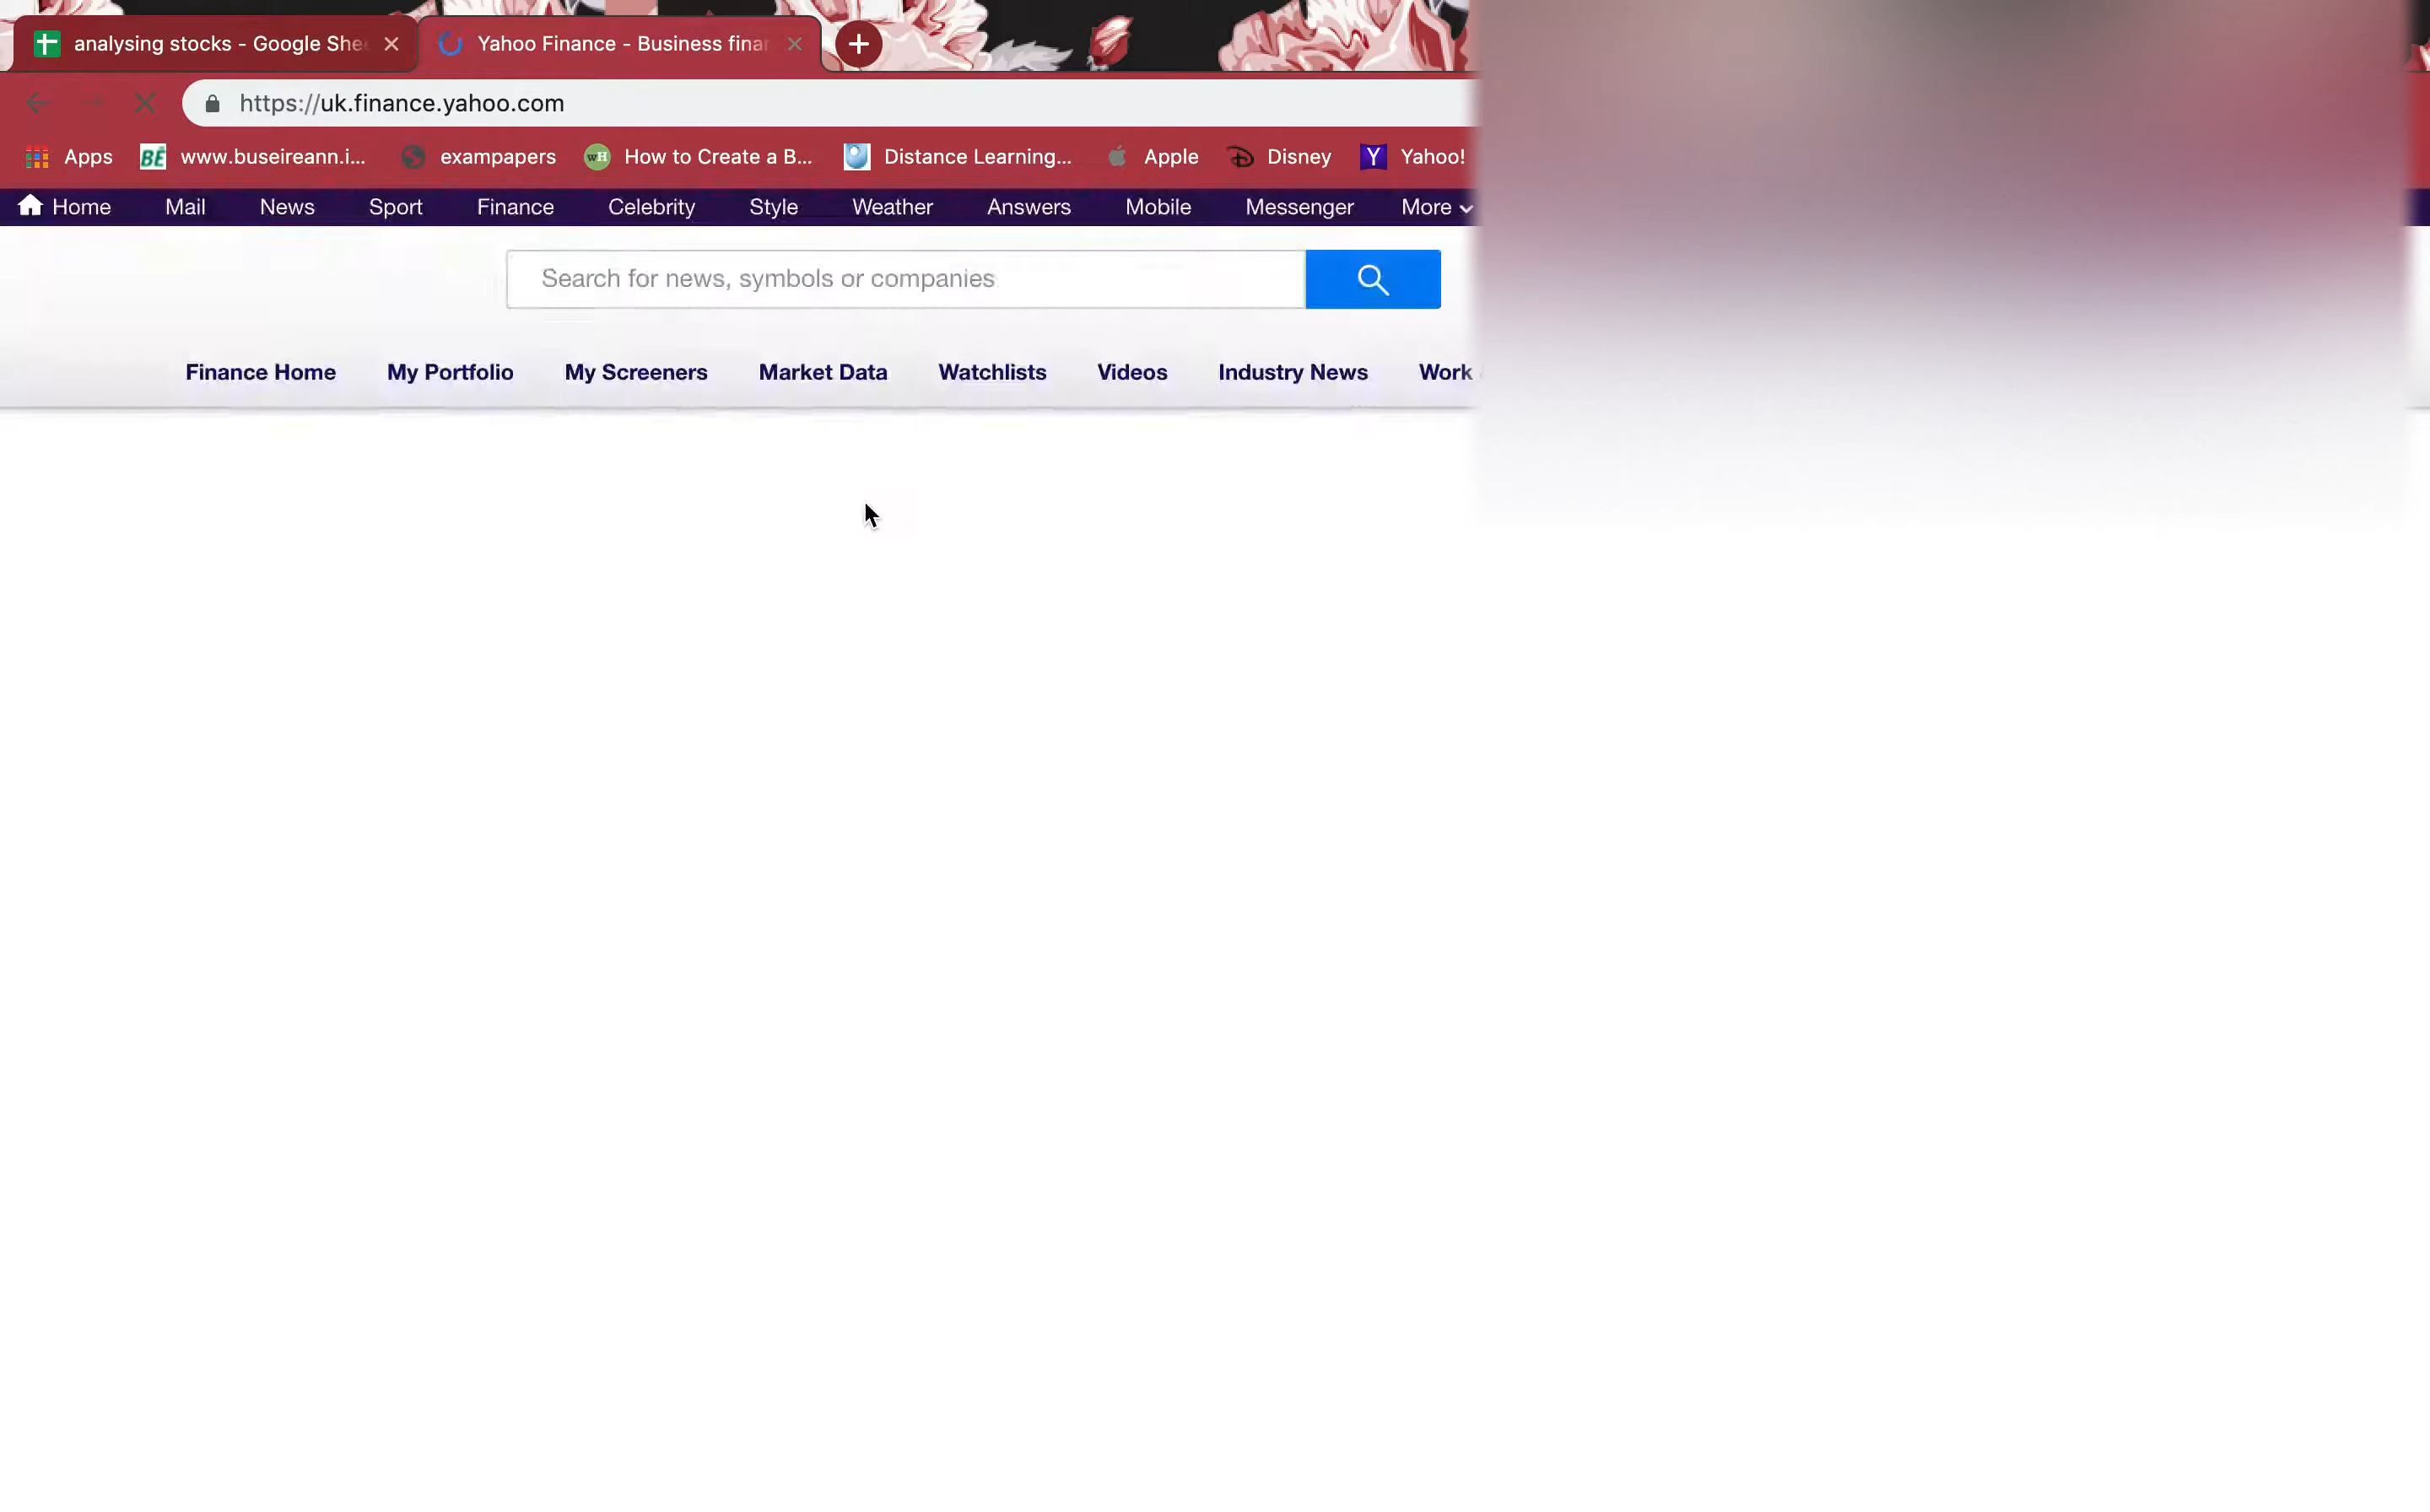 analysing stocks - Google She
Yahoo Finance - Business finan
https://uk.finance.yahoo.com
Apps www.buseireann.i... exampapers How to Create a B... Distance Learning... Apple Disney Yahoo!
Home Mail News Sport Finance Celebrity Style Weather Answers Mobile Messenger More
Search for news, symbols or companies
Finance Home My Portfolio My Screeners Market Data Watchlists Videos Industry News Work